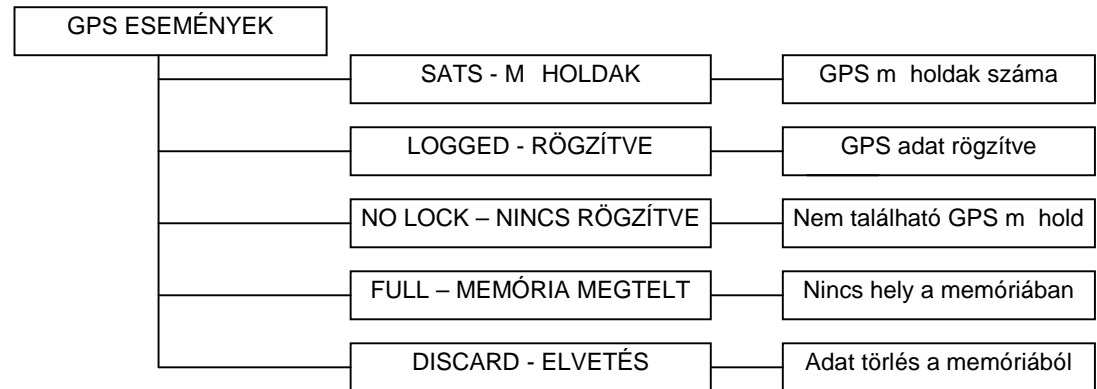 GPS ESEMÉNYEK
SATS - M HOLDAK
GPS m holdak száma
LOGGED - RÖGZÍTVE
GPS adat rögzítve
NO LOCK – NINCS RÖGZÍTVE
Nem található GPS m hold
FULL – MEMÓRIA MEGTELT
Nincs hely a memóriában
DISCARD - ELVETÉS
Adat törlés a memóriából